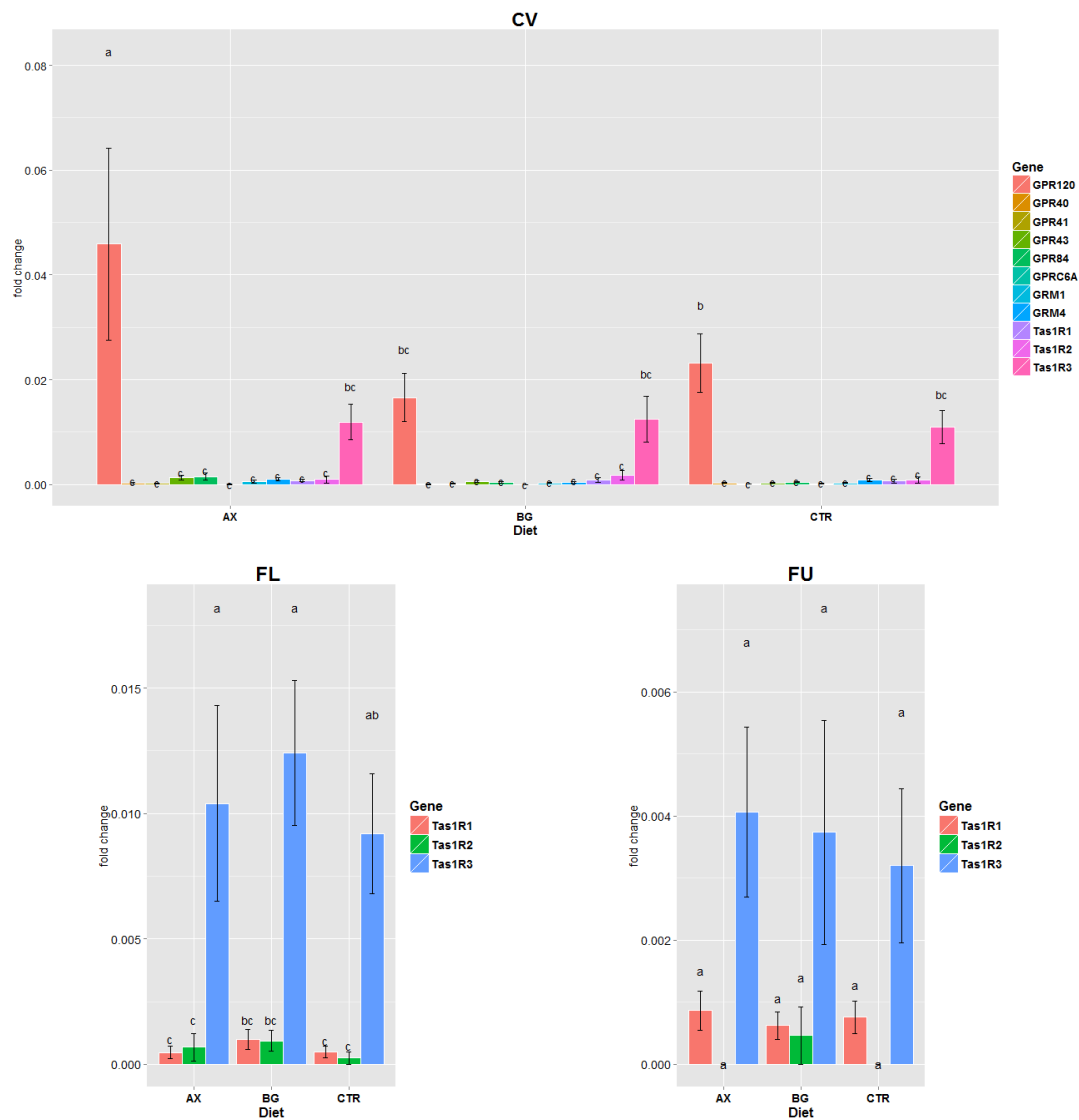 CV
a
0.08
0.06
0.04
0.02
0.00
fold change
c c c c c c c c c bc
bc
c c c c c c c c c bc
b
c c c c c c c c c bc
AX BG CTR
Diet
Gene
GPR120
GPR40
GPR41
GPR43
GPR84
GPRC6A
GRM1
GRM4
Tas1R1
Tas1R2
Tas1R3
FL
a a
ab
0.015
0.010
0.005
0.000
fold change
c c bc bc c c
AX BG CTR
Diet
Gene
Tas1R1
Tas1R2
Tas1R3
FU
a
a
a
0.006
0.004
0.002
0.000
fold change
a a a a a a
AX BG CTR
Diet
Gene
Tas1R1
Tas1R2
Tas1R3